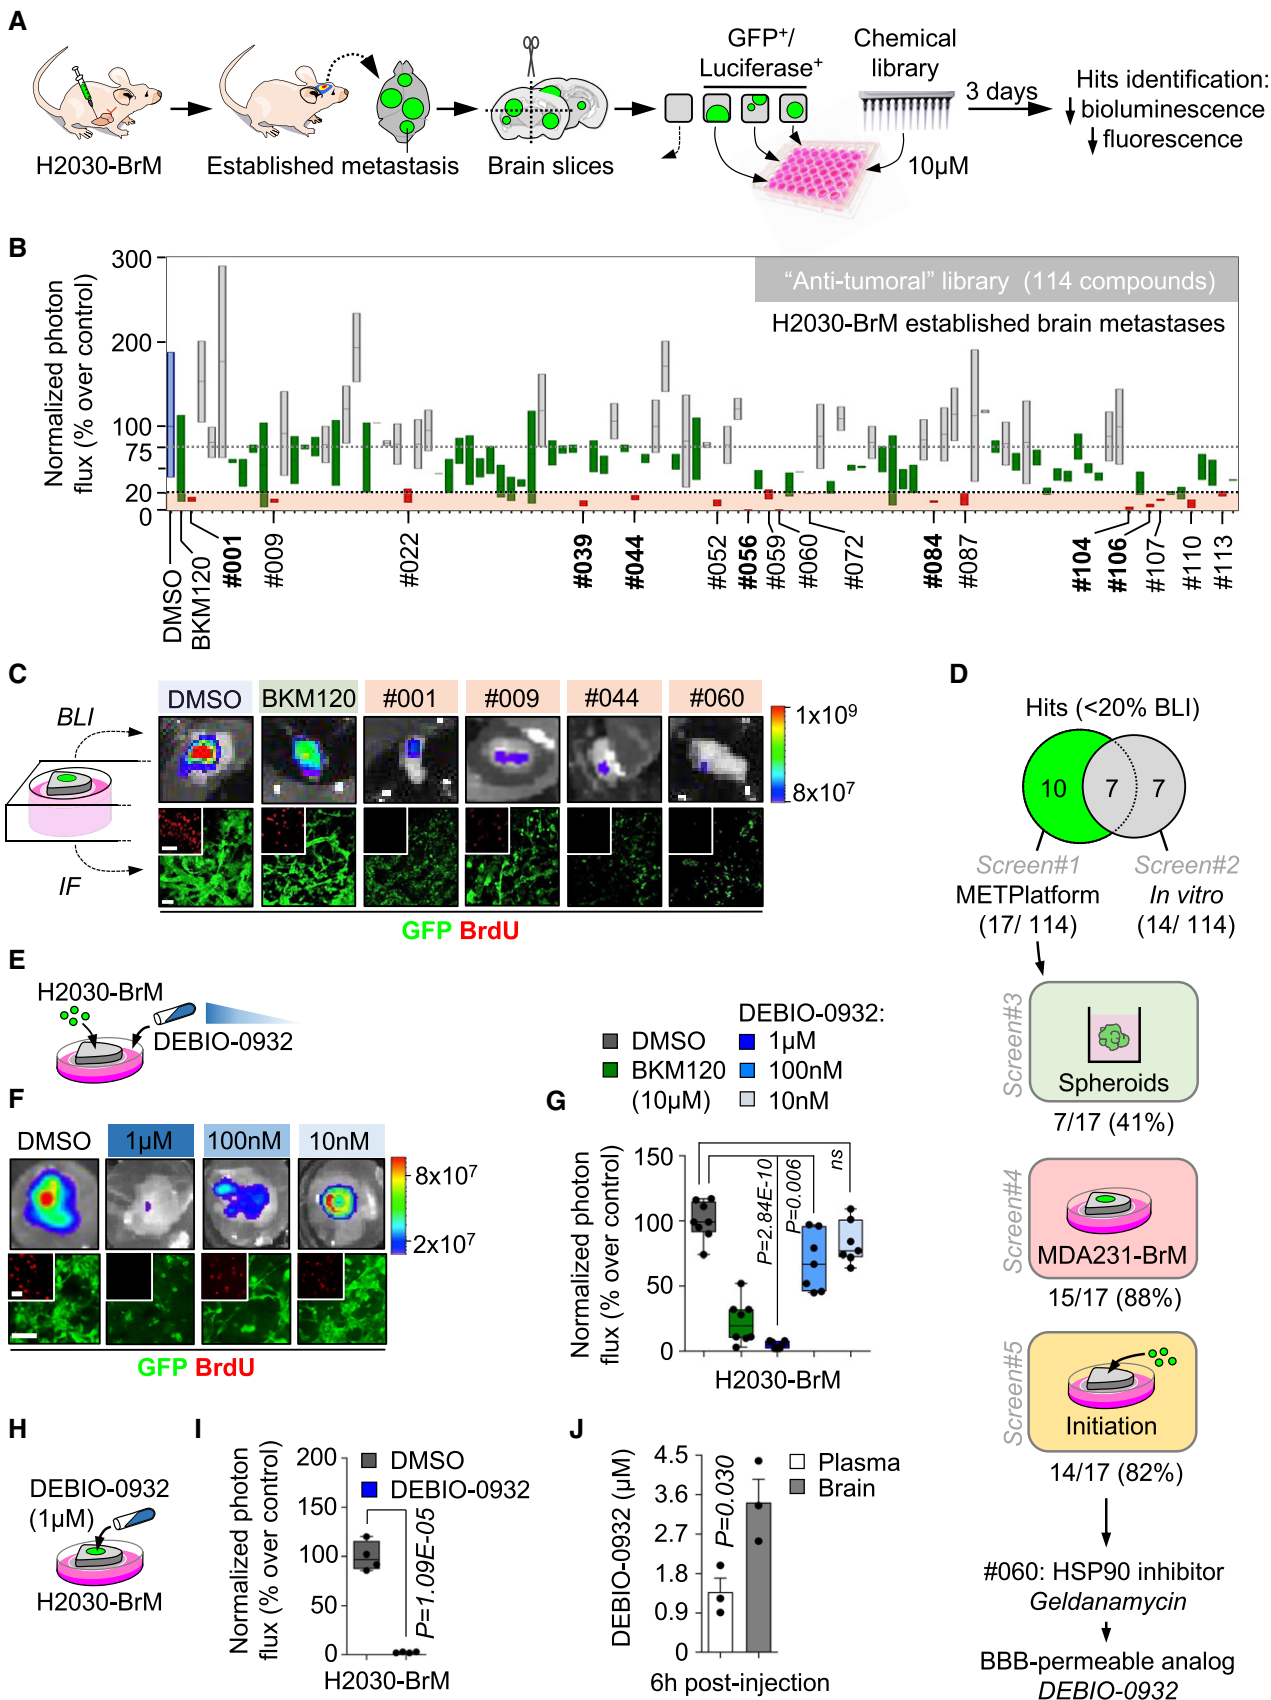 A
H2030-BrM
Established metastasis
Brain slices
GFP+/
Luciferase+
Chemical
library
10µM
3 days
Hits identification:
↓ bioluminescence
↓ fluorescence
B
Normalized photon
flux (% over control)
300
200
100
75
20
0
"Anti-tumoral" library (114 compounds)
H2030-BrM established brain metastases
DMSO
BKM120
#001
#009
#022
#039
#044
#052
#056
#059
#060
#072
#084
#087
#104
#106
#107
#110
#113
C
BLI
IF
DMSO
BKM120
#001
#009
#044
#060
1x10⁹
8x10⁷
GFP BrdU
D
Hits (<20% BLI)
10
7
7
Screen#1
METPlatform
(17/ 114)
Screen#2
In vitro
(14/ 114)
Screen#3
Spheroids
7/17 (41%)
Screen#4
MDA231-BrM
15/17 (88%)
Screen#5
Initiation
14/17 (82%)
#060: HSP90 inhibitor
Geldanamycin
BBB-permeable analog
DEBIO-0932
E
H2030-BrM
DEBIO-0932
F
DMSO
1µM
100nM
10nM
8x10⁷
2x10⁷
GFP BrdU
G
DMSO
BKM120
(10µM)
DEBIO-0932:
1µM
100nM
10nM
Normalized photon
flux (% over control)
150
100
50
0
P=2.84E-10
P=0.006
ns
H2030-BrM
H
DEBIO-0932
(1µM)
H2030-BrM
I
Normalized photon
flux (% over control)
200
150
100
50
0
DMSO
DEBIO-0932
P=1.09E-05
H2030-BrM
J
DEBIO-0932 (µM)
4.5
3.6
2.7
1.8
0.9
0
P=0.030
Plasma
Brain
6h post-injection